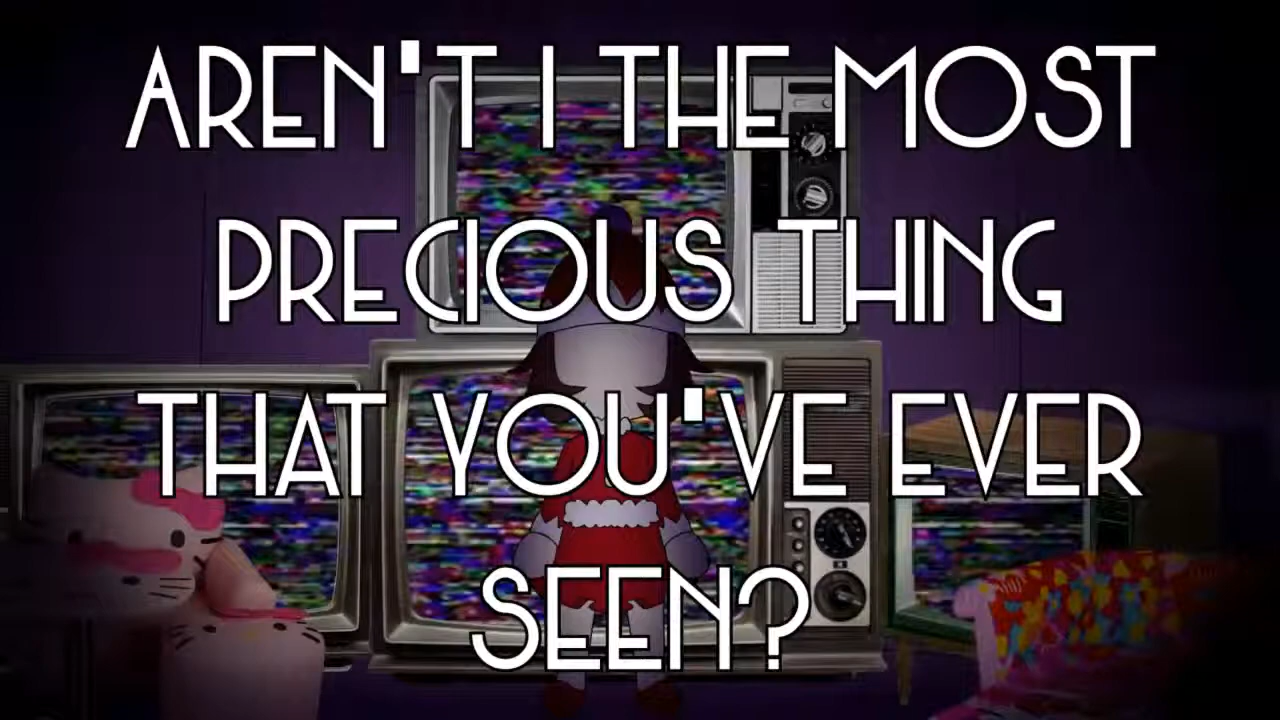 AREN'T I THE MOST
PRECIOUS THING
THAT YOU'VE EVER
SEEN?